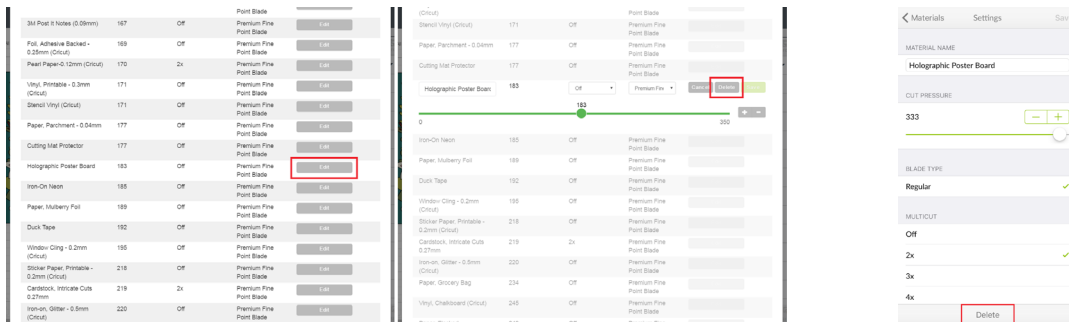 Point Blade
3M Post It Notes (0.09mm) 167 Off Premium Fine Edit
Point Blade
Foil, Adhesive Backed - 169 Off Premium Fine Edit
0.25mm (Cricut) Point Blade
Pearl Paper-0.12mm (Cricut) 170 2x Premium Fine Edit
Point Blade
Vinyl, Printable - 0.3mm 171 Off Premium Fine Edit
(Cricut) Point Blade
Stencil Vinyl (Cricut) 171 Off Premium Fine Edit
Point Blade
Paper, Parchment - 0.04mm 177 Off Premium Fine Edit
Point Blade
Cutting Mat Protector 177 Off Premium Fine Edit
Point Blade
Holographic Poster Board 183 Off Premium Fine Edit
Point Blade
Iron-On Neon 185 Off Premium Fine Edit
Point Blade
Paper, Mulberry Foil 189 Off Premium Fine Edit
Point Blade
Duck Tape 192 Off Premium Fine Edit
Point Blade
Window Cling - 0.2mm 195 Off Premium Fine Edit
(Cricut) Point Blade
Sticker Paper, Printable - 218 Off Premium Fine Edit
0.2mm (Cricut) Point Blade
Cardstock, Intricate Cuts 219 2x Premium Fine Edit
0.27mm Point Blade
Iron-on, Glitter - 0.5mm 220 Off Premium Fine Edit
(Cricut) Point Blade
(Cricut) Point Blade
Stencil Vinyl (Cricut) 171 Off Premium Fine
Point Blade
Paper, Parchment - 0.04mm 177 Off Premium Fine
Point Blade
Cutting Mat Protector 177 Off Premium Fine
Point Blade
Holographic Poster Boarc 183 Off Premium Fine Cancel Delete
183
0 350
+ -
Iron-On Neon 185 Off Premium Fine
Point Blade
Paper, Mulberry Foil 189 Off Premium Fine
Point Blade
Duck Tape 192 Off Premium Fine
Point Blade
Window Cling - 0.2mm 195 Off Premium Fine
(Cricut) Point Blade
Sticker Paper, Printable - 218 Off Premium Fine
0.2mm (Cricut) Point Blade
Cardstock, Intricate Cuts 219 2x Premium Fine
0.27mm Point Blade
Iron-on, Glitter - 0.5mm 220 Off Premium Fine
(Cricut) Point Blade
Paper, Grocery Bag 234 Off Premium Fine
Point Blade
Vinyl, Chalkboard (Cricut) 245 Off Premium Fine
Point Blade
Materials Settings Save
MATERIAL NAME
Holographic Poster Board
CUT PRESSURE
333 − +
BLADE TYPE
Regular
MULTICUT
Off
2x
3x
4x
Delete